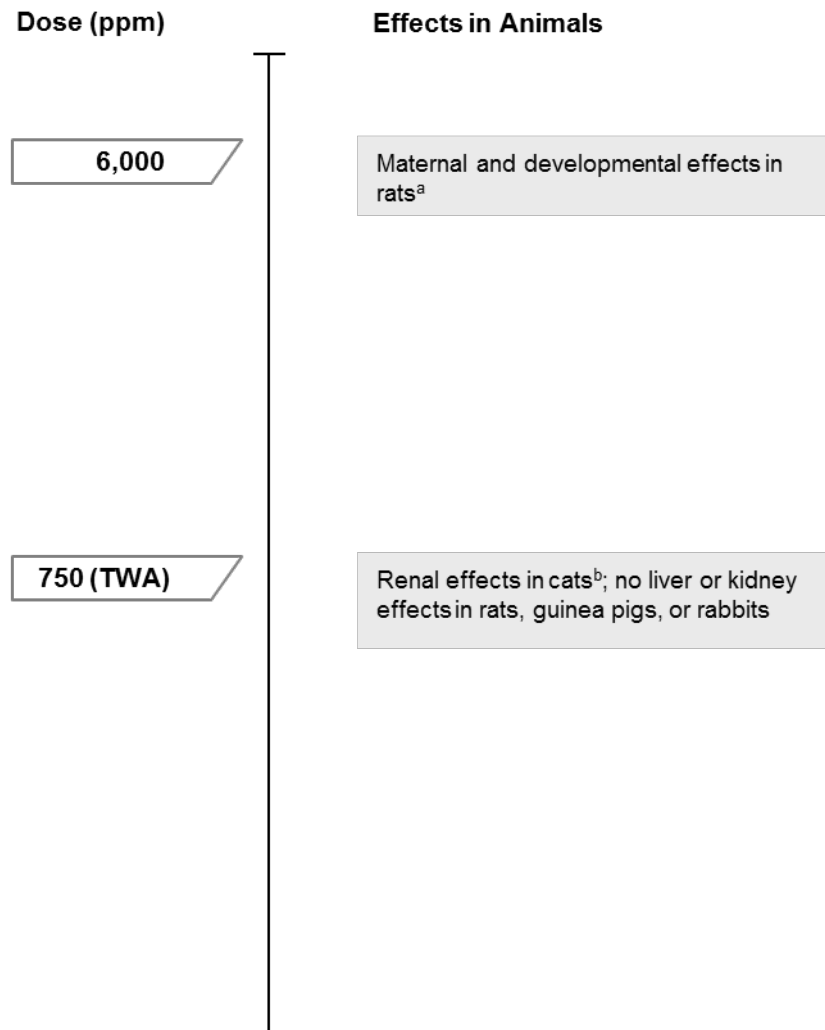 Dose (ppm) Effects in Animals
6,000
Maternal and developmental effects in
ratsᵃ
750 (TWA)
Renal effects in catsᵇ; no liver or kidney
effects in rats, guinea pigs, or rabbits